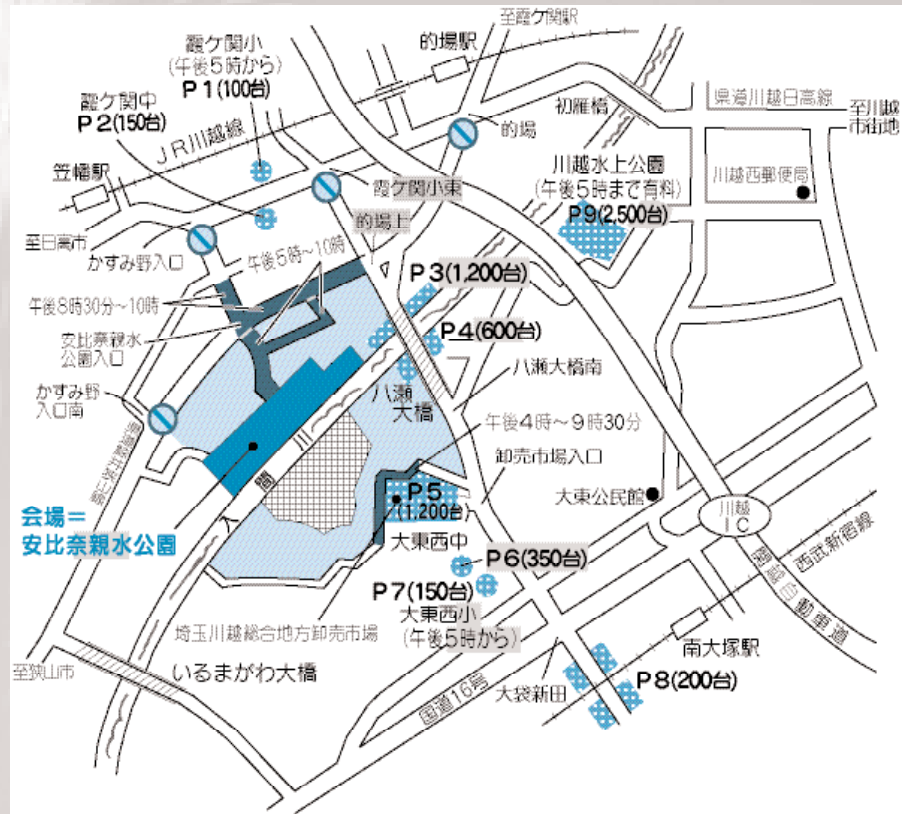 至霞ケ関駅
霞ケ関小
(午後5時から)
P1(100台)
的場駅
霞ケ関中
P2(150台)
JR川越線
初雁橋
県道川越日高線
至川越
市街地
的場
笠幡駅
川越水上公園
(午後5時まで有料)
P9(2,500台)
川越西郵便局
霞ケ関小東
的場上
至日高市
かすみ野入口
午後5時〜10時
P3(1,200台)
午後8時30分〜10時
P4(600台)
安比奈親水
公園入口
八瀬大橋南
かすみ野
入口南
八瀬
大橋
午後4時〜9時30分
卸売市場入口
入間川
P5
(1,200台)
大東公民館
川越
IC
会場=
安比奈親水公園
大東西中
西武新宿線
P6(350台)
関越自動車道
P7(150台)
大東西小
(午後5時から)
埼玉川越総合地方卸売市場
南大塚駅
至狭山市
いるまがわ大橋
P8(200台)
大袋新田
国道16号